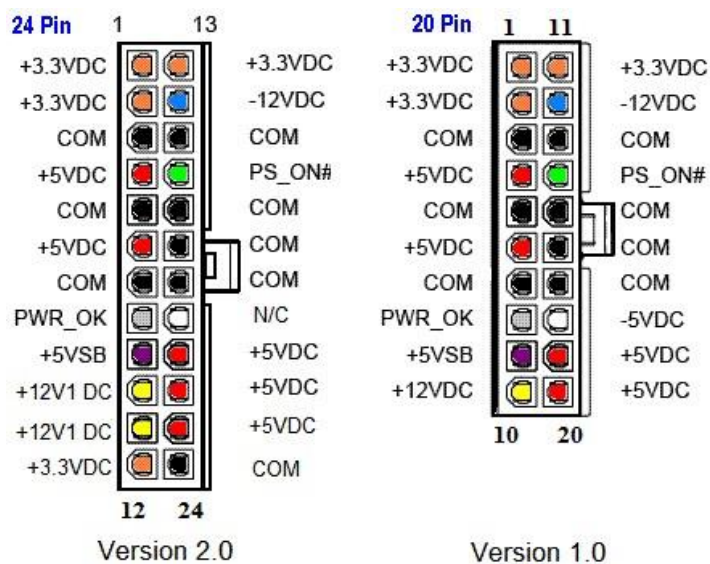 24 Pin
1 13
+3.3VDC +3.3VDC
+3.3VDC -12VDC
COM COM
+5VDC PS_ON#
COM COM
+5VDC COM
COM COM
PWR_OK N/C
+5VSB +5VDC
+12V1 DC +5VDC
+12V1 DC +5VDC
+3.3VDC COM
12 24
Version 2.0
20 Pin
1 11
+3.3VDC +3.3VDC
+3.3VDC -12VDC
COM COM
+5VDC PS_ON#
COM COM
+5VDC COM
COM COM
PWR_OK -5VDC
+5VSB +5VDC
+12VDC +5VDC
10 20
Version 1.0